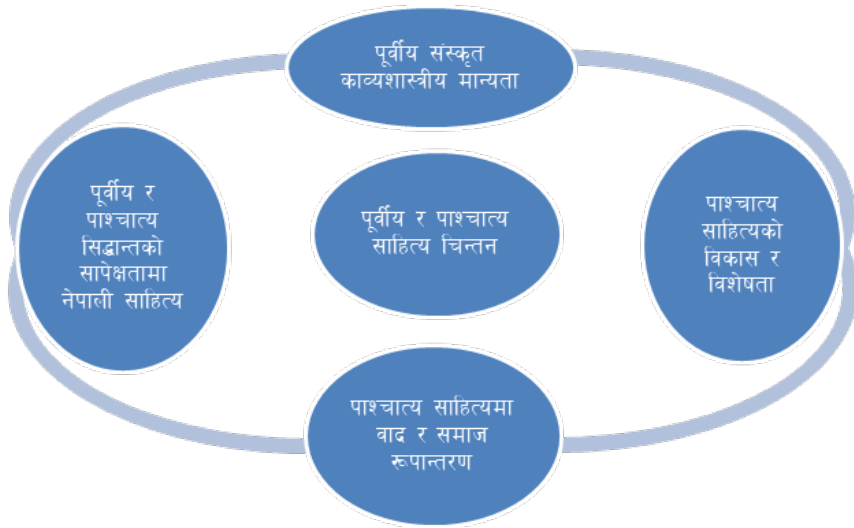 पूर्वीय संस्कृत
काव्यशास्त्रीय मान्यता
पूर्वीय र
पाश्चात्य
सिद्धान्तको
सापेक्षतामा
नेपाली साहित्य
पूर्वीय र पाश्चात्य
साहित्य चिन्तन
पाश्चात्य
साहित्यको
विकास र
विशेषता
पाश्चात्य साहित्यमा
वाद र समाज
रूपान्तरण